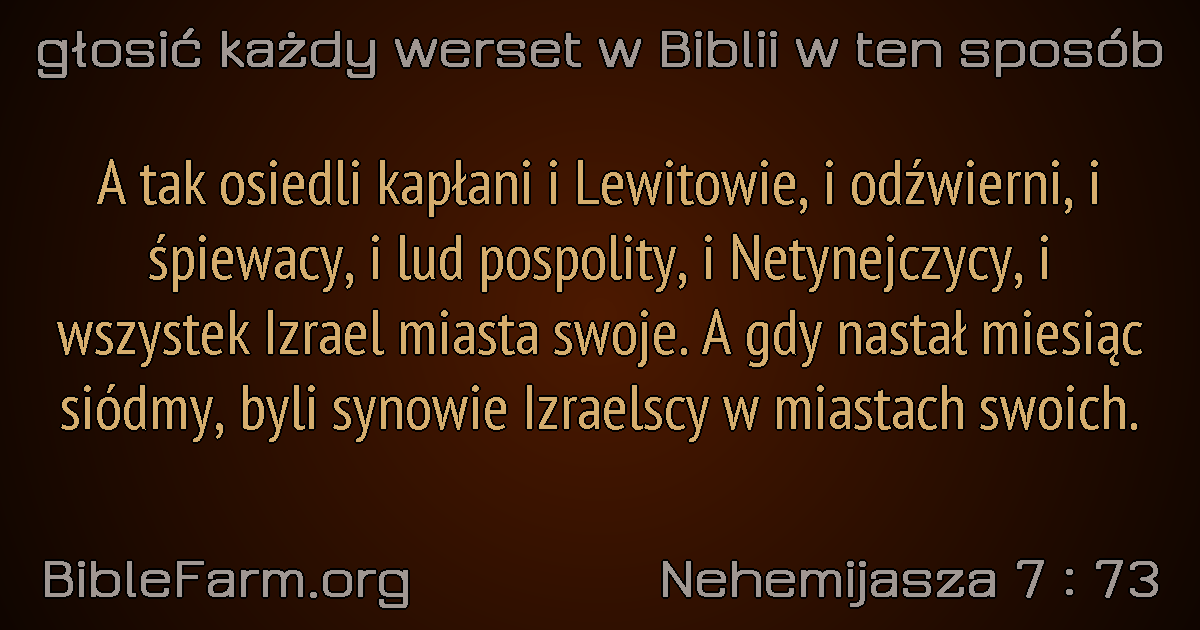 głosić każdy werset w Biblii w ten sposób
A tak osiedli kapłani i Lewitowie, i odźwierni, i
śpiewacy, i lud pospolity, i Netynejczycy, i
wszystek Izrael miasta swoje. A gdy nastał miesiąc
siódmy, byli synowie Izraelscy w miastach swoich.
BibleFarm.org
Nehemijasza 7 : 73